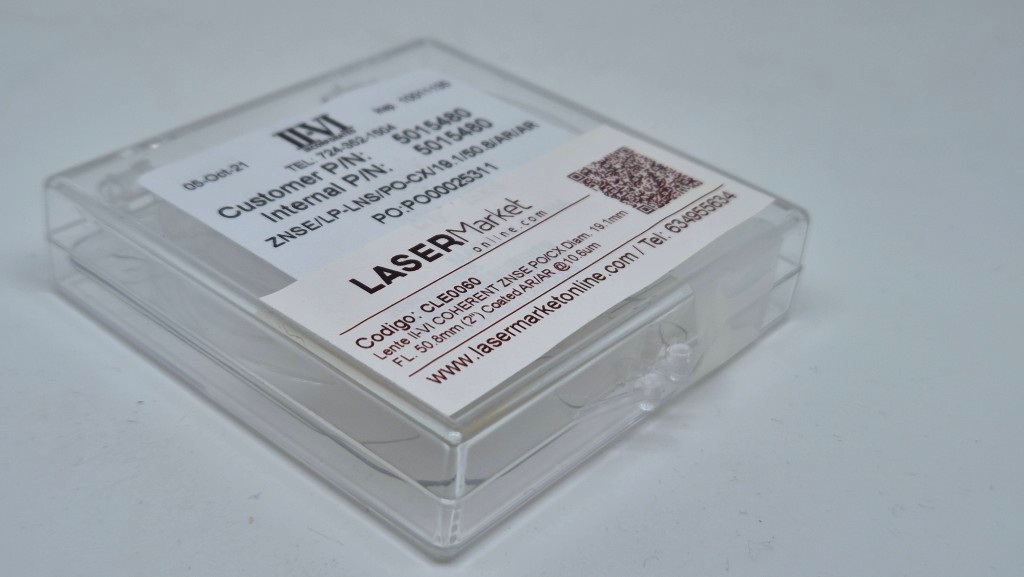 II-VI
05-Oct-21
TEL: 724-352-1504
Customer P/N: 5015480
Internal P/N: 5015480
ZNSE/LP-LNS/PO-CX/19.1/50.8/AR/AR
PO:PO00025311
LASERMarket
online.com
Codigo: CLE0060
Lente II-VI COHERENT ZNSE PO/CX Diam. 19.1mm
FL. 50.8mm (2") Coated AR/AR @10.6um
www.lasermarketonline.com / Tel.